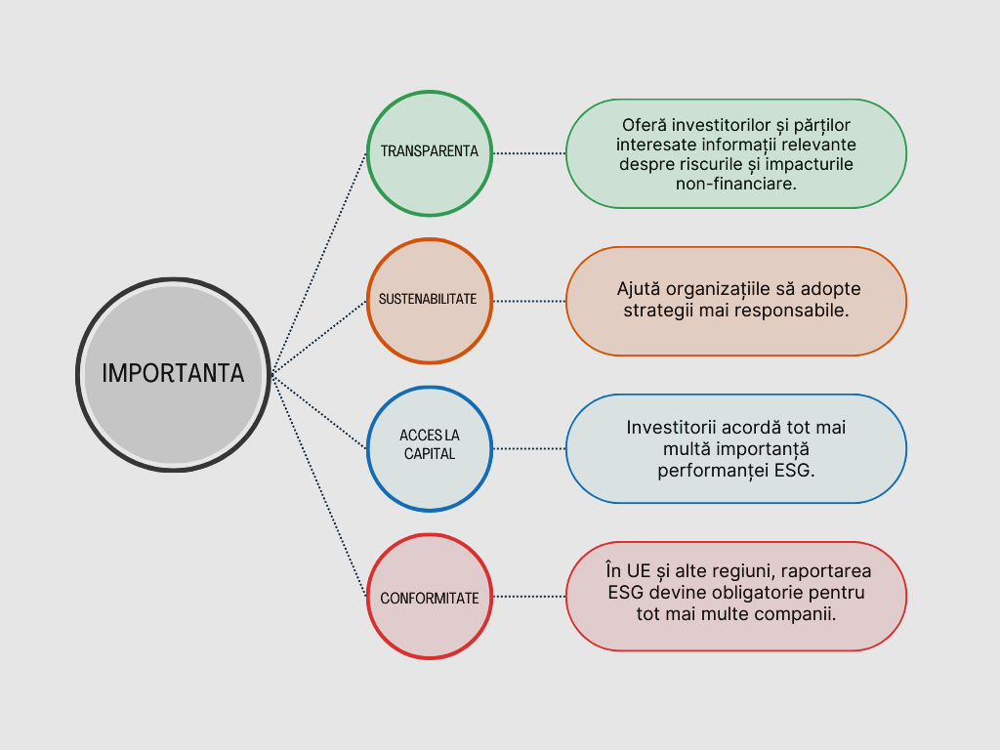 IMPORTANTA
TRANSPARENTA
Oferă investitorilor și părților
interesate informații relevante
despre riscurile și impacturile
non-financiare.
SUSTENABILITATE
Ajută organizațiile să adopte
strategii mai responsabile.
ACCES LA
CAPITAL
Investitorii acordă tot mai
multă importanță
performanței ESG.
CONFORMITATE
În UE și alte regiuni, raportarea
ESG devine obligatorie pentru
tot mai multe companii.